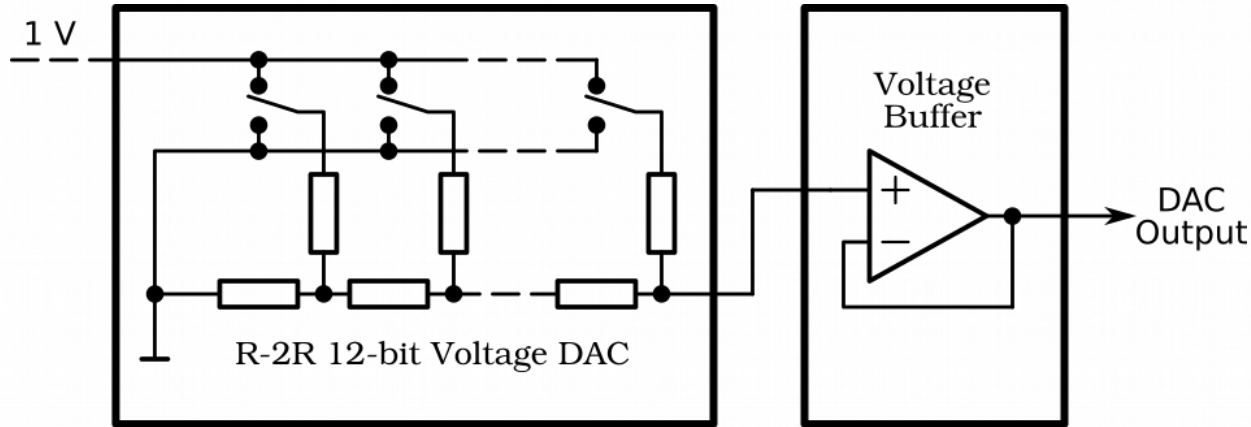 1 V
Voltage
Buffer
+
−
DAC
Output
R-2R 12-bit Voltage DAC